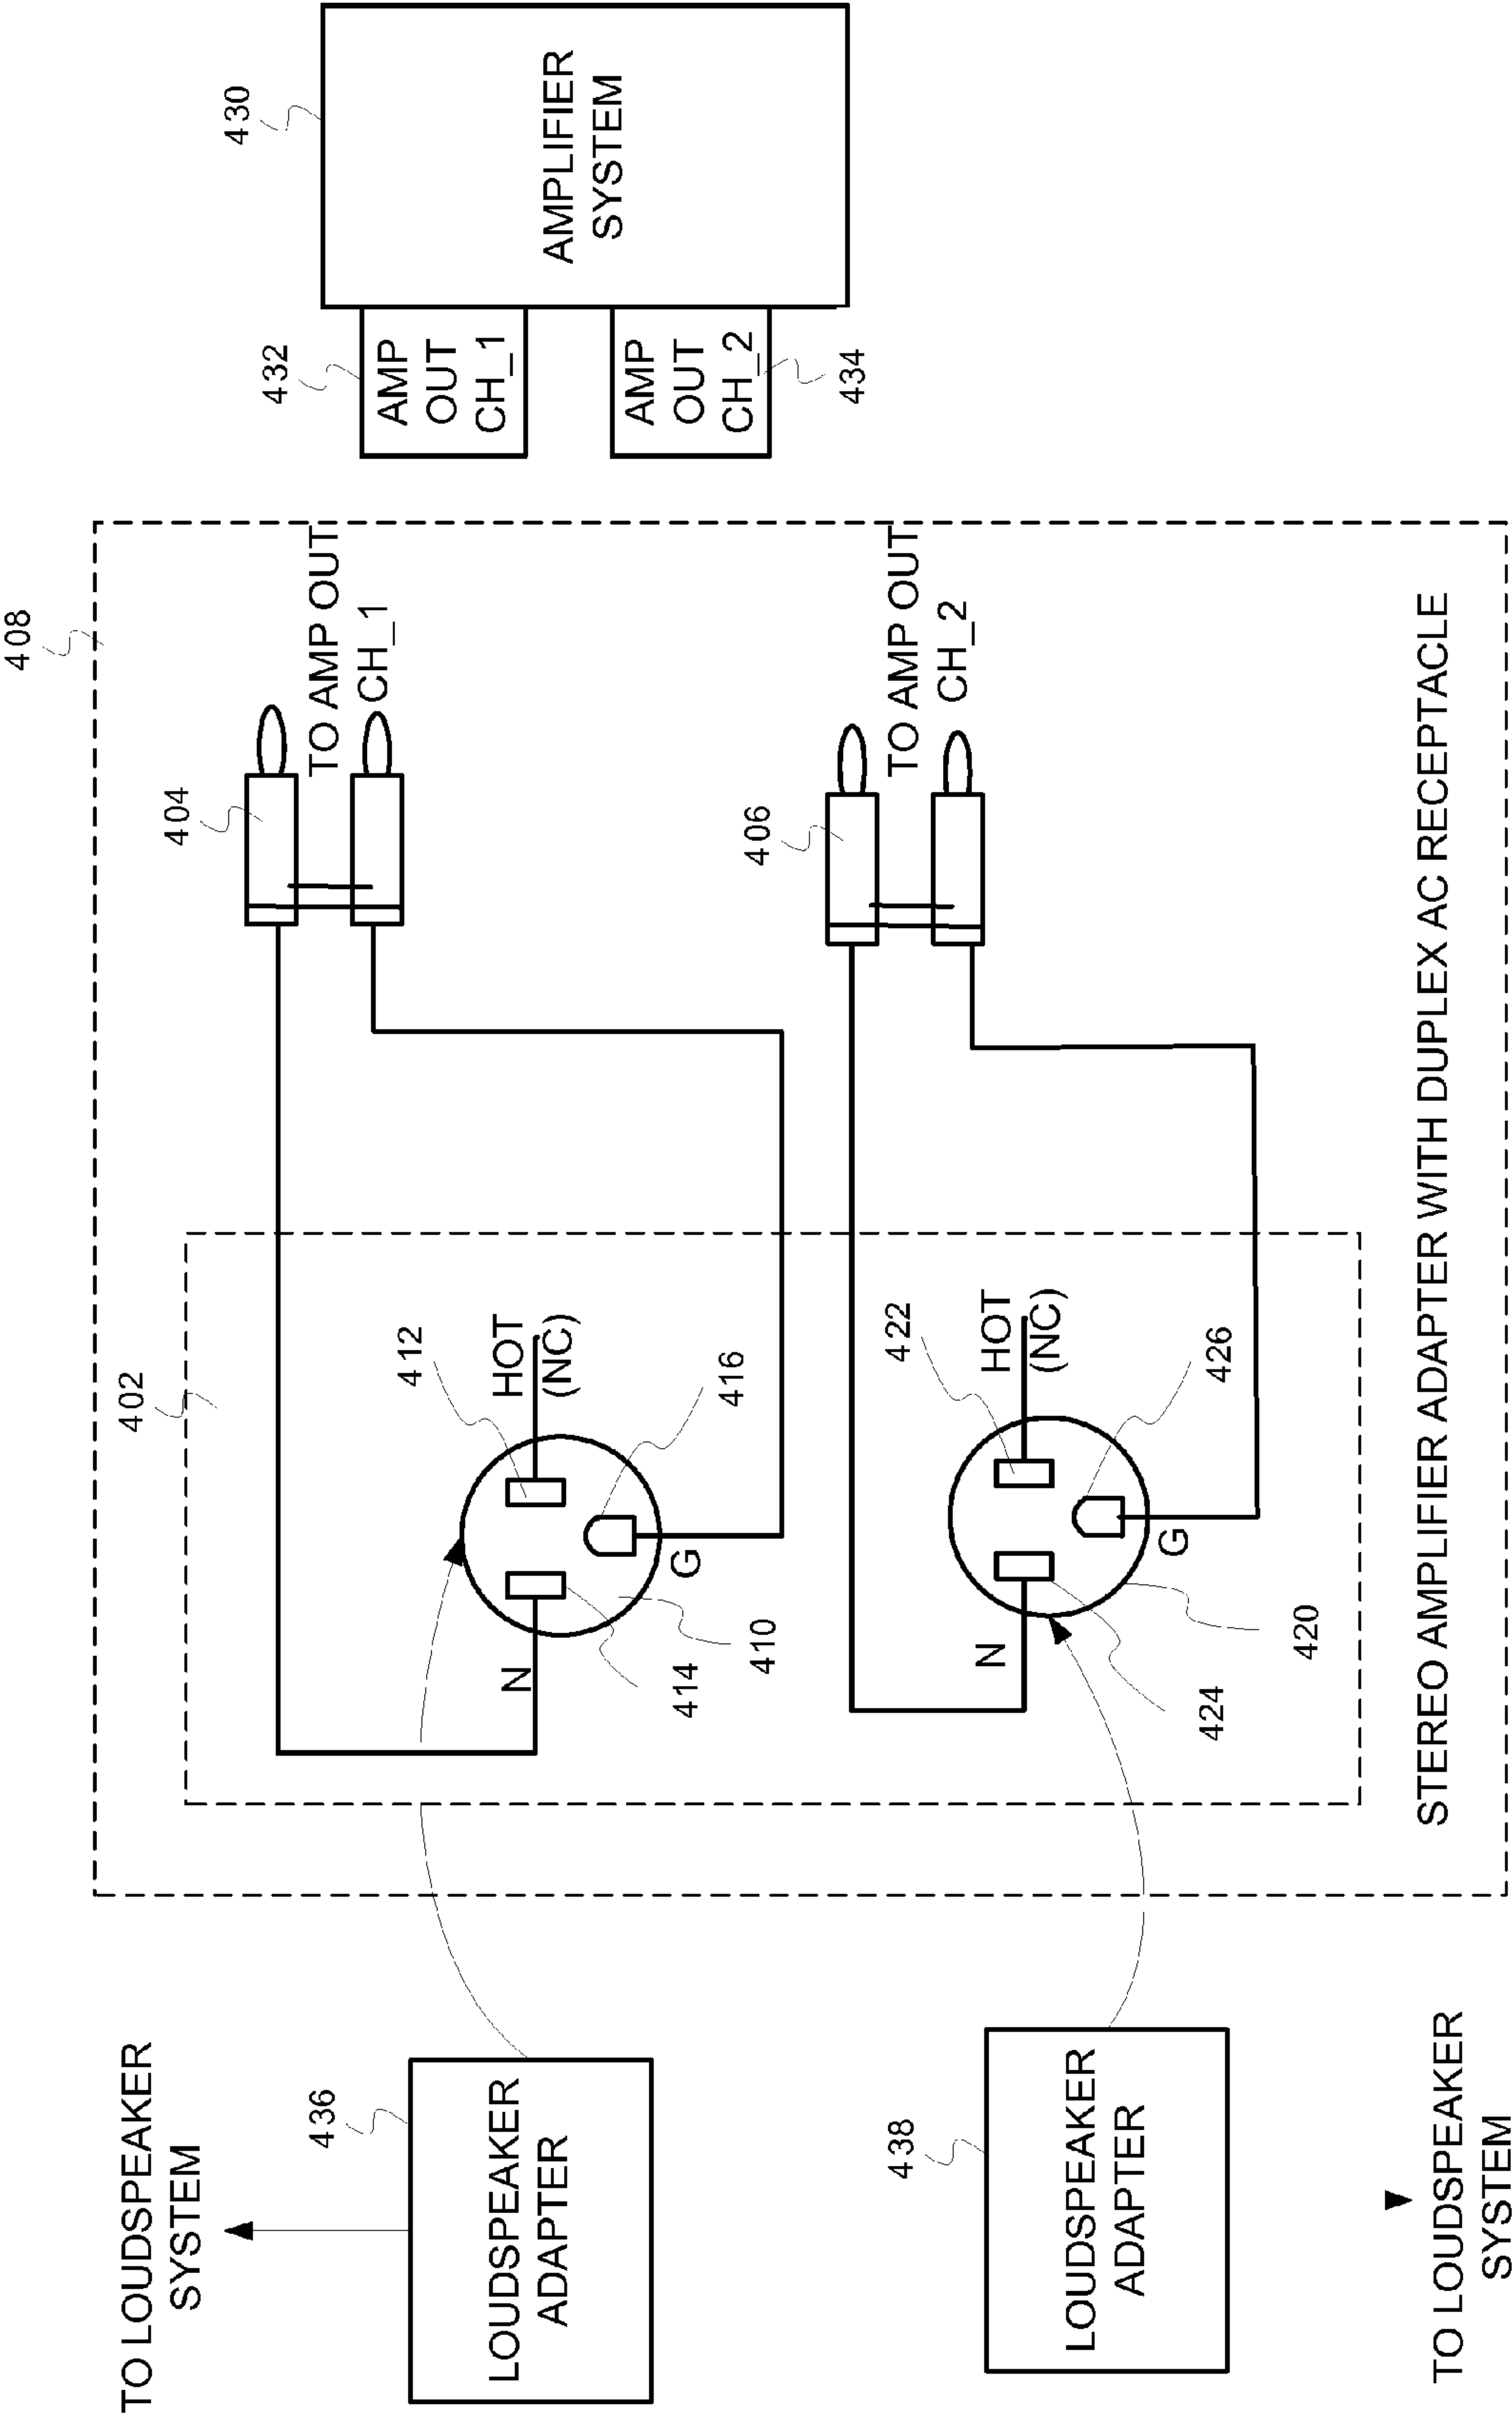 TO LOUDSPEAKER
SYSTEM
436
LOUDSPEAKER
ADAPTER
438
LOUDSPEAKER
ADAPTER
TO LOUDSPEAKER
SYSTEM
408
402
404
TO AMP OUT
CH_1
412
HOT
(NC)
416
N
G
414
410
406
TO AMP OUT
CH_2
422
HOT
(NC)
426
N
G
424
420
STEREO AMPLIFIER ADAPTER WITH DUPLEX AC RECEPTACLE
430
AMPLIFIER
SYSTEM
432
AMP
OUT
CH_1
AMP
OUT
CH_2
434